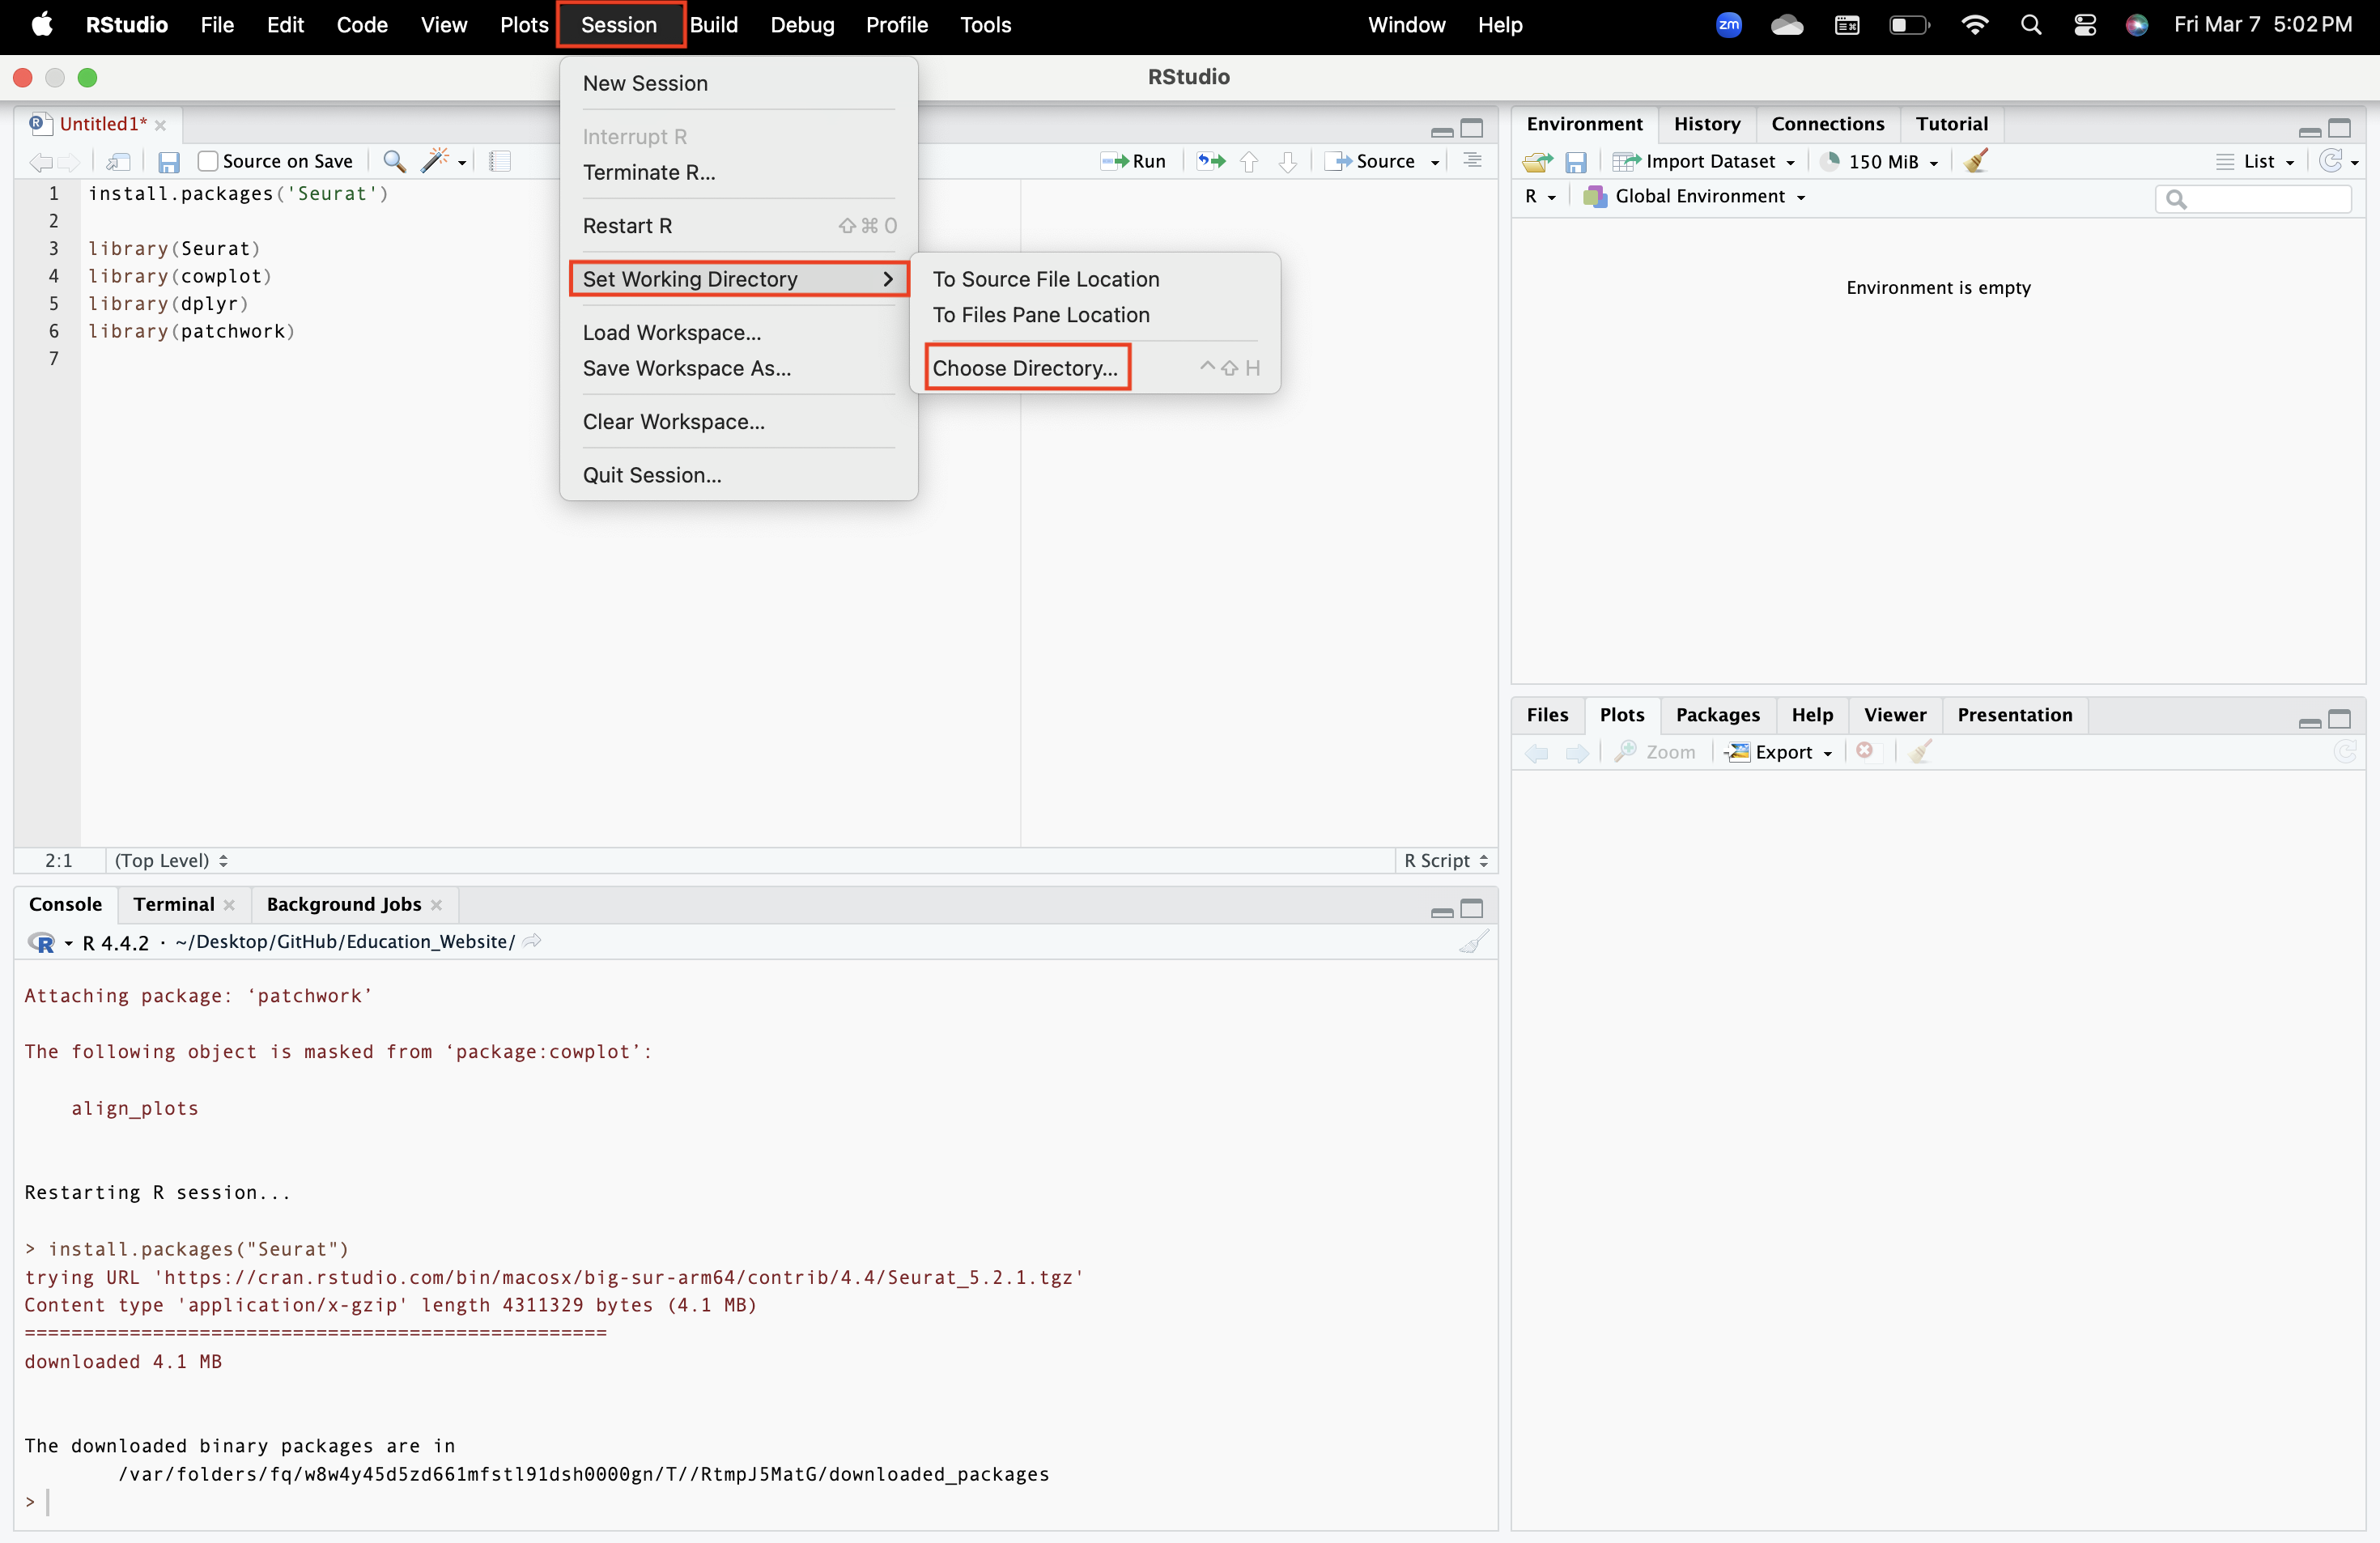 RStudio File Edit Code View Plots Session Build Debug Profile Tools Window Help zm Fri Mar 7 5:02 PM
RStudio
Untitled1*
Source on Save Run Source
1 install.packages('Seurat')
2
3 library(Seurat)
4 library(cowplot)
5 library(dplyr)
6 library(patchwork)
7
New Session
Interrupt R
Terminate R...
Restart R ⇧⌘0
Set Working Directory >
Load Workspace...
Save Workspace As...
Clear Workspace...
Quit Session...
To Source File Location
To Files Pane Location
Choose Directory... ^⇧H
2:1 (Top Level) R Script
Environment History Connections Tutorial
Import Dataset 150 MiB List
R Global Environment
Environment is empty
Files Plots Packages Help Viewer Presentation
Zoom Export
Console Terminal Background Jobs
R R 4.4.2 · ~/Desktop/GitHub/Education_Website/
Attaching package: ‘patchwork’
The following object is masked from ‘package:cowplot’:
align_plots
Restarting R session...
> install.packages("Seurat")
trying URL 'https://cran.rstudio.com/bin/macosx/big-sur-arm64/contrib/4.4/Seurat_5.2.1.tgz'
Content type 'application/x-gzip' length 4311329 bytes (4.1 MB)
==================================================
downloaded 4.1 MB
The downloaded binary packages are in
/var/folders/fq/w8w4y45d5zd661mfstl91dsh0000gn/T//RtmpJ5MatG/downloaded_packages
>